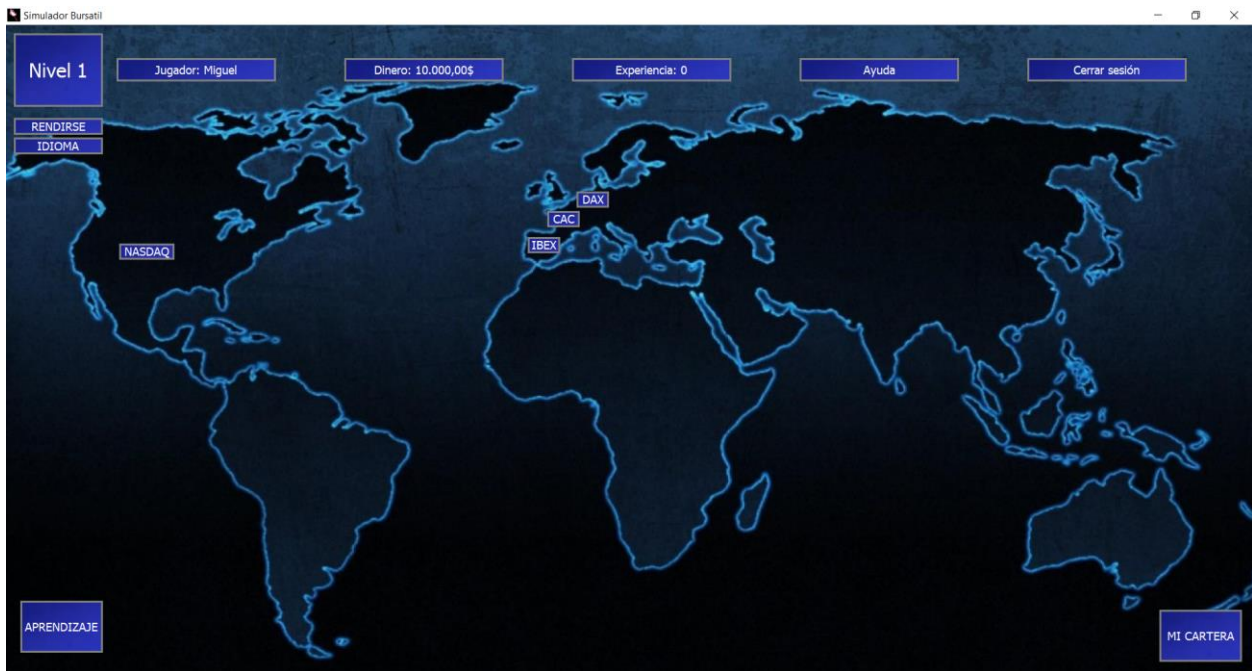 Simulador Bursatil
Nivel 1
Jugador: Miguel
Dinero: 10.000,00$
Experiencia: 0
Ayuda
Cerrar sesión
RENDIRSE
IDIOMA
DAX
CAC
IBEX
NASDAQ
APRENDIZAJE
MI CARTERA